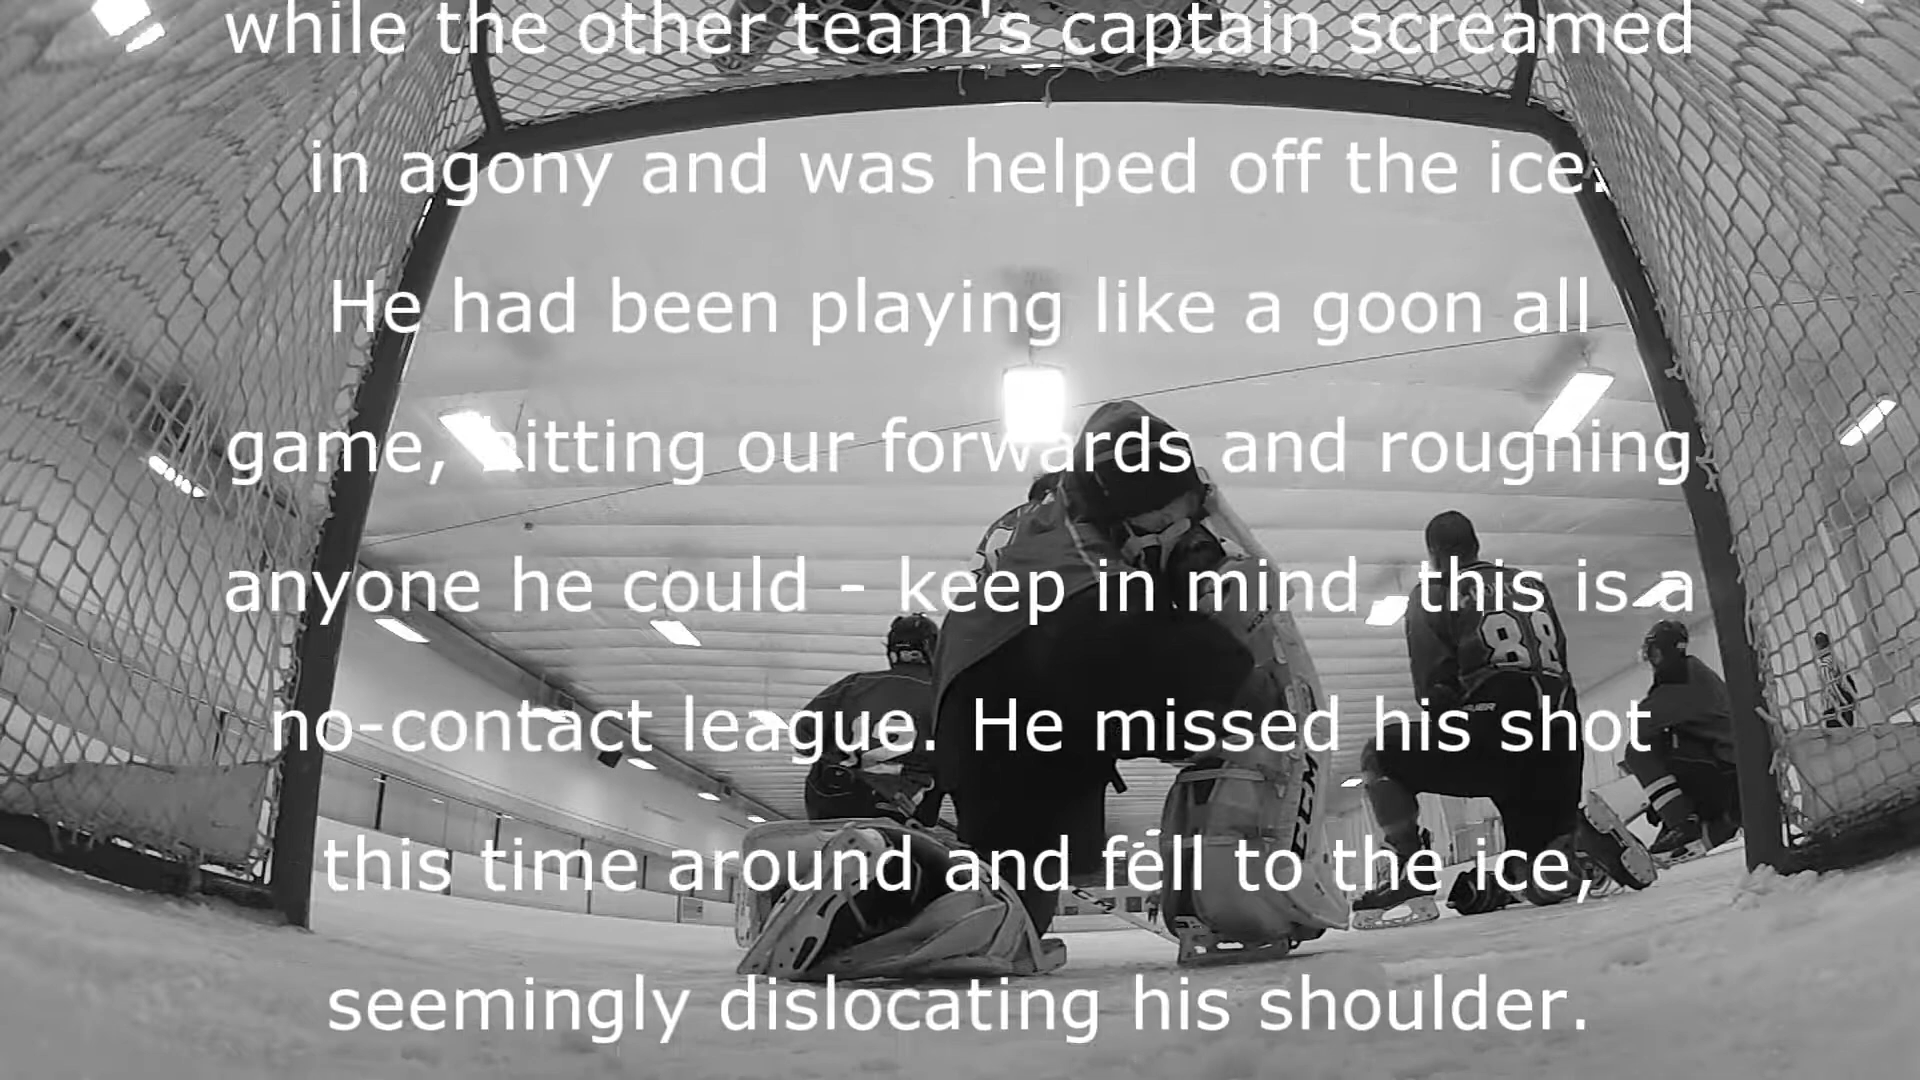 while the other team's captain screamed
in agony and was helped off the ice.
He had been playing like a goon all
game, hitting our forwards and roughing
anyone he could - keep in mind, this is a
no-contact league. He missed his shot
this time around and fell to the ice,
seemingly dislocating his shoulder.
88
CCM